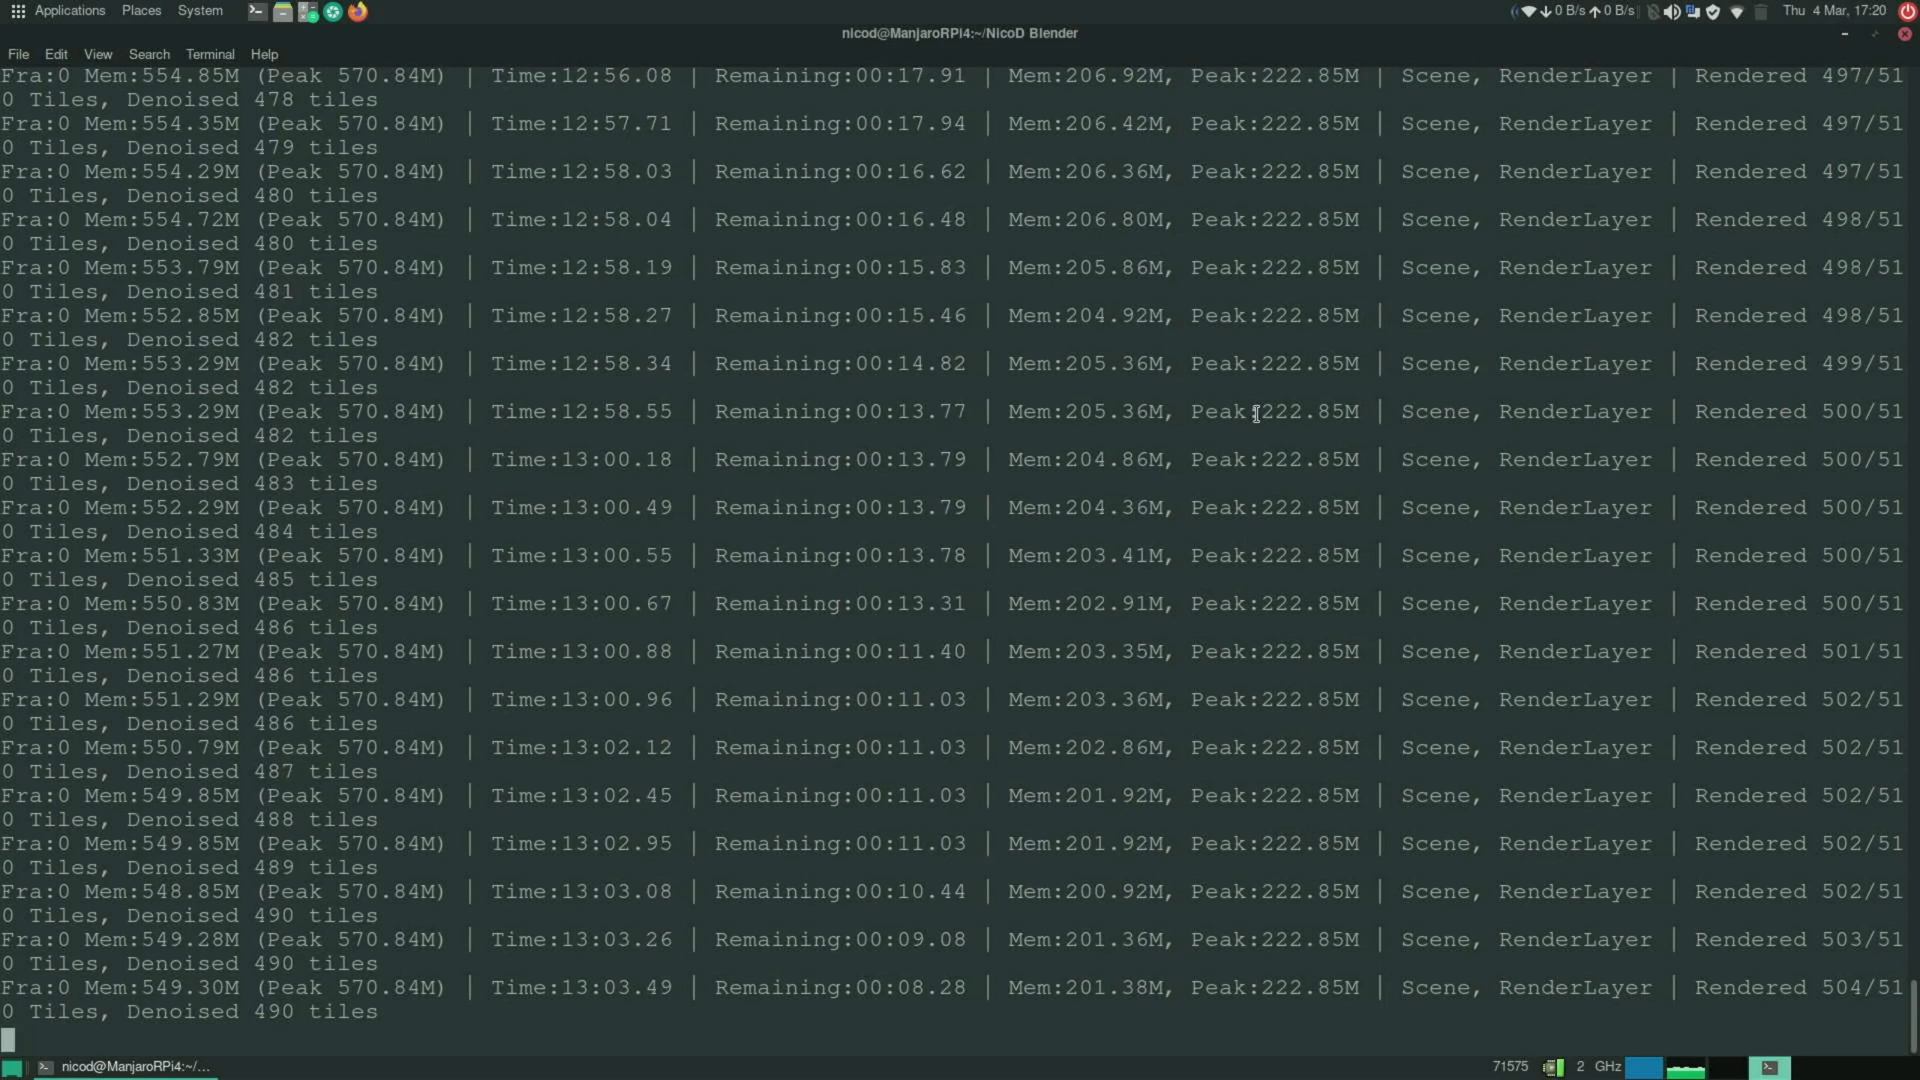 Applications Places System
0 B/s 0 B/s Thu 4 Mar, 17:20
nicod@ManjaroRPi4:~/NicoD Blender
File Edit View Search Terminal Help
Fra:0 Mem:554.85M (Peak 570.84M) | Time:12:56.08 | Remaining:00:17.91 | Mem:206.92M, Peak:222.85M | Scene, RenderLayer | Rendered 497/51
0 Tiles, Denoised 478 tiles
Fra:0 Mem:554.35M (Peak 570.84M) | Time:12:57.71 | Remaining:00:17.94 | Mem:206.42M, Peak:222.85M | Scene, RenderLayer | Rendered 497/51
0 Tiles, Denoised 479 tiles
Fra:0 Mem:554.29M (Peak 570.84M) | Time:12:58.03 | Remaining:00:16.62 | Mem:206.36M, Peak:222.85M | Scene, RenderLayer | Rendered 497/51
0 Tiles, Denoised 480 tiles
Fra:0 Mem:554.72M (Peak 570.84M) | Time:12:58.04 | Remaining:00:16.48 | Mem:206.80M, Peak:222.85M | Scene, RenderLayer | Rendered 498/51
0 Tiles, Denoised 480 tiles
Fra:0 Mem:553.79M (Peak 570.84M) | Time:12:58.19 | Remaining:00:15.83 | Mem:205.86M, Peak:222.85M | Scene, RenderLayer | Rendered 498/51
0 Tiles, Denoised 481 tiles
Fra:0 Mem:552.85M (Peak 570.84M) | Time:12:58.27 | Remaining:00:15.46 | Mem:204.92M, Peak:222.85M | Scene, RenderLayer | Rendered 498/51
0 Tiles, Denoised 482 tiles
Fra:0 Mem:553.29M (Peak 570.84M) | Time:12:58.34 | Remaining:00:14.82 | Mem:205.36M, Peak:222.85M | Scene, RenderLayer | Rendered 499/51
0 Tiles, Denoised 482 tiles
Fra:0 Mem:553.29M (Peak 570.84M) | Time:12:58.55 | Remaining:00:13.77 | Mem:205.36M, Peak:222.85M | Scene, RenderLayer | Rendered 500/51
0 Tiles, Denoised 482 tiles
Fra:0 Mem:552.79M (Peak 570.84M) | Time:13:00.18 | Remaining:00:13.79 | Mem:204.86M, Peak:222.85M | Scene, RenderLayer | Rendered 500/51
0 Tiles, Denoised 483 tiles
Fra:0 Mem:552.29M (Peak 570.84M) | Time:13:00.49 | Remaining:00:13.79 | Mem:204.36M, Peak:222.85M | Scene, RenderLayer | Rendered 500/51
0 Tiles, Denoised 484 tiles
Fra:0 Mem:551.33M (Peak 570.84M) | Time:13:00.55 | Remaining:00:13.78 | Mem:203.41M, Peak:222.85M | Scene, RenderLayer | Rendered 500/51
0 Tiles, Denoised 485 tiles
Fra:0 Mem:550.83M (Peak 570.84M) | Time:13:00.67 | Remaining:00:13.31 | Mem:202.91M, Peak:222.85M | Scene, RenderLayer | Rendered 500/51
0 Tiles, Denoised 486 tiles
Fra:0 Mem:551.27M (Peak 570.84M) | Time:13:00.88 | Remaining:00:11.40 | Mem:203.35M, Peak:222.85M | Scene, RenderLayer | Rendered 501/51
0 Tiles, Denoised 486 tiles
Fra:0 Mem:551.29M (Peak 570.84M) | Time:13:00.96 | Remaining:00:11.03 | Mem:203.36M, Peak:222.85M | Scene, RenderLayer | Rendered 502/51
0 Tiles, Denoised 486 tiles
Fra:0 Mem:550.79M (Peak 570.84M) | Time:13:02.12 | Remaining:00:11.03 | Mem:202.86M, Peak:222.85M | Scene, RenderLayer | Rendered 502/51
0 Tiles, Denoised 487 tiles
Fra:0 Mem:549.85M (Peak 570.84M) | Time:13:02.45 | Remaining:00:11.03 | Mem:201.92M, Peak:222.85M | Scene, RenderLayer | Rendered 502/51
0 Tiles, Denoised 488 tiles
Fra:0 Mem:549.85M (Peak 570.84M) | Time:13:02.95 | Remaining:00:11.03 | Mem:201.92M, Peak:222.85M | Scene, RenderLayer | Rendered 502/51
0 Tiles, Denoised 489 tiles
Fra:0 Mem:548.85M (Peak 570.84M) | Time:13:03.08 | Remaining:00:10.44 | Mem:200.92M, Peak:222.85M | Scene, RenderLayer | Rendered 502/51
0 Tiles, Denoised 490 tiles
Fra:0 Mem:549.28M (Peak 570.84M) | Time:13:03.26 | Remaining:00:09.08 | Mem:201.36M, Peak:222.85M | Scene, RenderLayer | Rendered 503/51
0 Tiles, Denoised 490 tiles
Fra:0 Mem:549.30M (Peak 570.84M) | Time:13:03.49 | Remaining:00:08.28 | Mem:201.38M, Peak:222.85M | Scene, RenderLayer | Rendered 504/51
0 Tiles, Denoised 490 tiles
nicod@ManjaroRPi4:~/... 71575 2 GHz